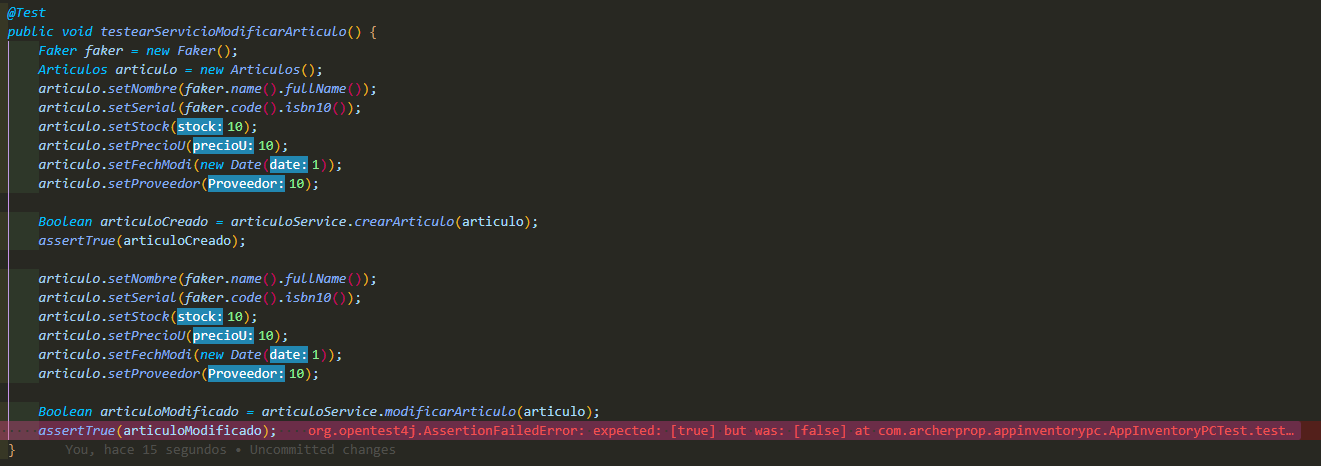 @Test
public void testearServicioModificarArticulo() {
Faker faker = new Faker();
Articulos articulo = new Articulos();
articulo.setNombre(faker.name().fullName());
articulo.setSerial(faker.code().isbn10());
articulo.setStock(stock: 10);
articulo.setPrecioU(precioU: 10);
articulo.setFechModi(new Date(date: 1));
articulo.setProveedor(Proveedor: 10);
Boolean articuloCreado = articuloService.crearArticulo(articulo);
assertTrue(articuloCreado);
articulo.setNombre(faker.name().fullName());
articulo.setSerial(faker.code().isbn10());
articulo.setStock(stock: 10);
articulo.setPrecioU(precioU: 10);
articulo.setFechModi(new Date(date: 1));
articulo.setProveedor(Proveedor: 10);
Boolean articuloModificado = articuloService.modificarArticulo(articulo);
assertTrue(articuloModificado); org.opentest4j.AssertionFailedError: expected: [true] but was: [false] at com.archerprop.appinventorypc.AppInventoryPCTest.test…
} You, hace 15 segundos • Uncommitted changes